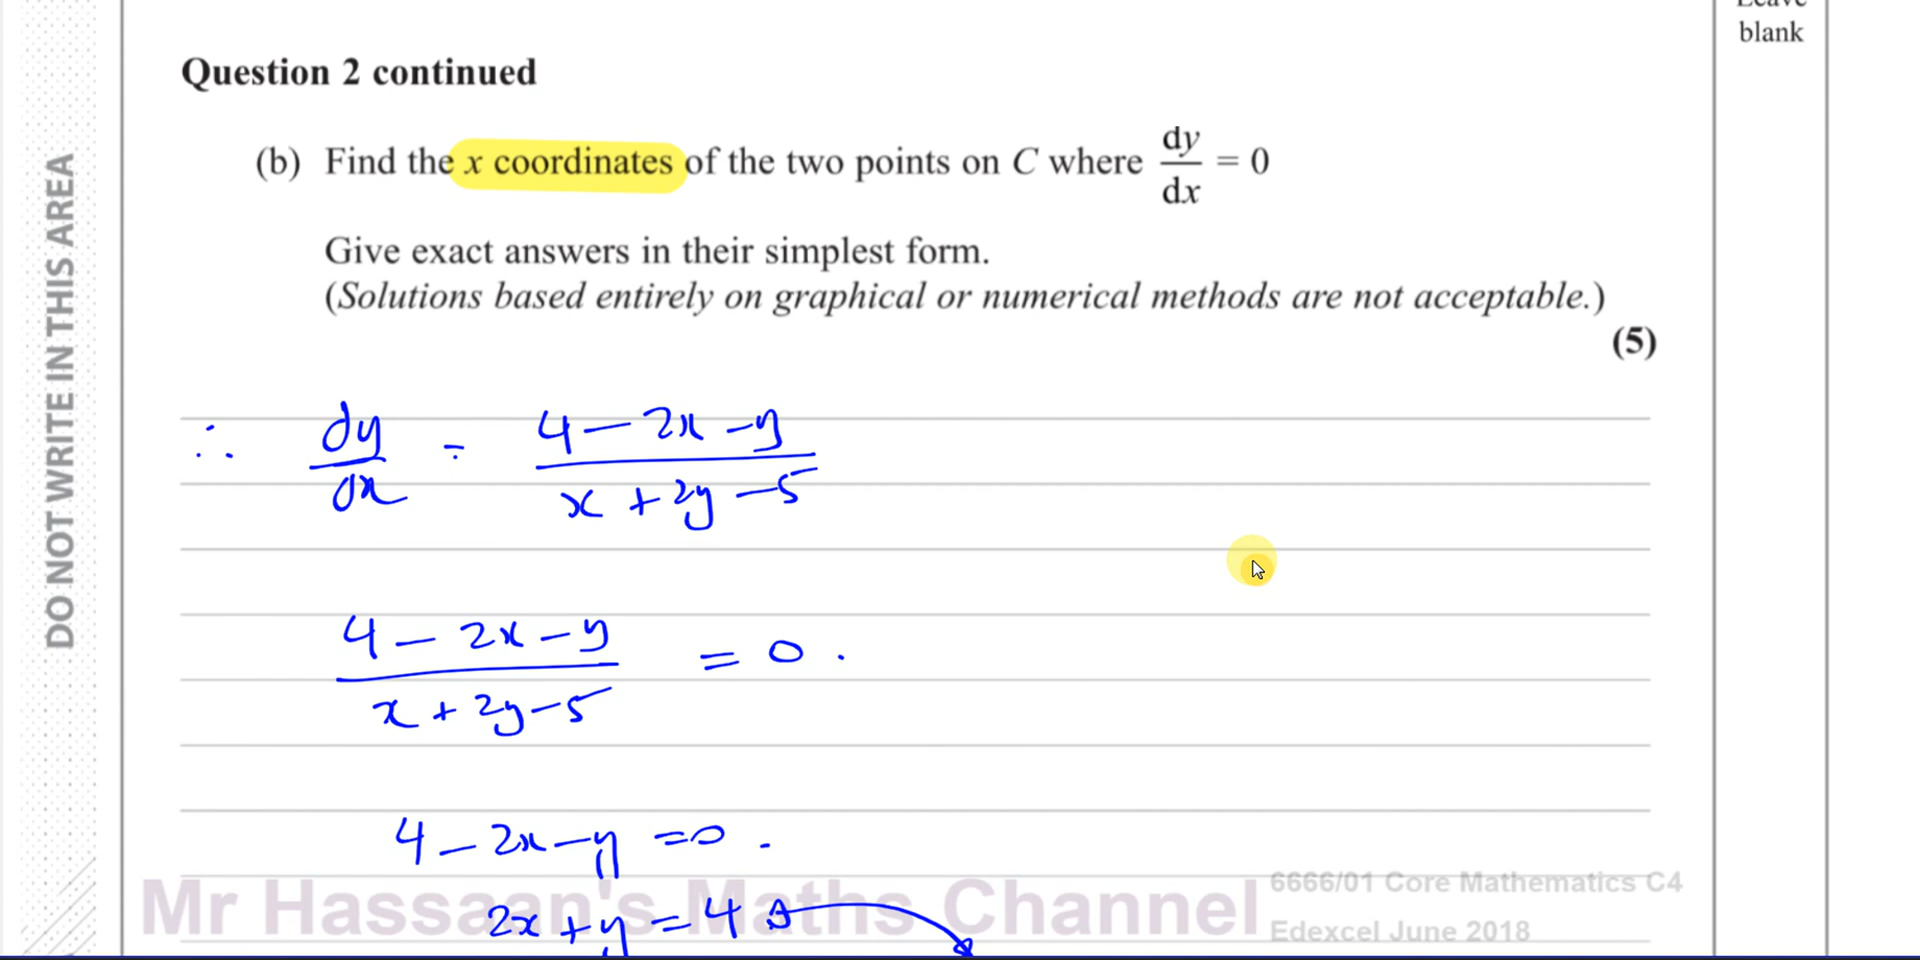 blank
Question 2 continued
(b) Find the x coordinates of the two points on C where dy/dx = 0
Give exact answers in their simplest form.
(Solutions based entirely on graphical or numerical methods are not acceptable.)
(5)
DO NOT WRITE IN THIS AREA
∴ dy/dx = (4 - 2x - y)/(x + 2y - 5)
(4 - 2x - y)/(x + 2y - 5) = 0.
4 - 2x - y = 0.
2x + y = 4
Mr Hassaan's Maths Channel
6666/01 Core Mathematics C4
Edexcel June 2018